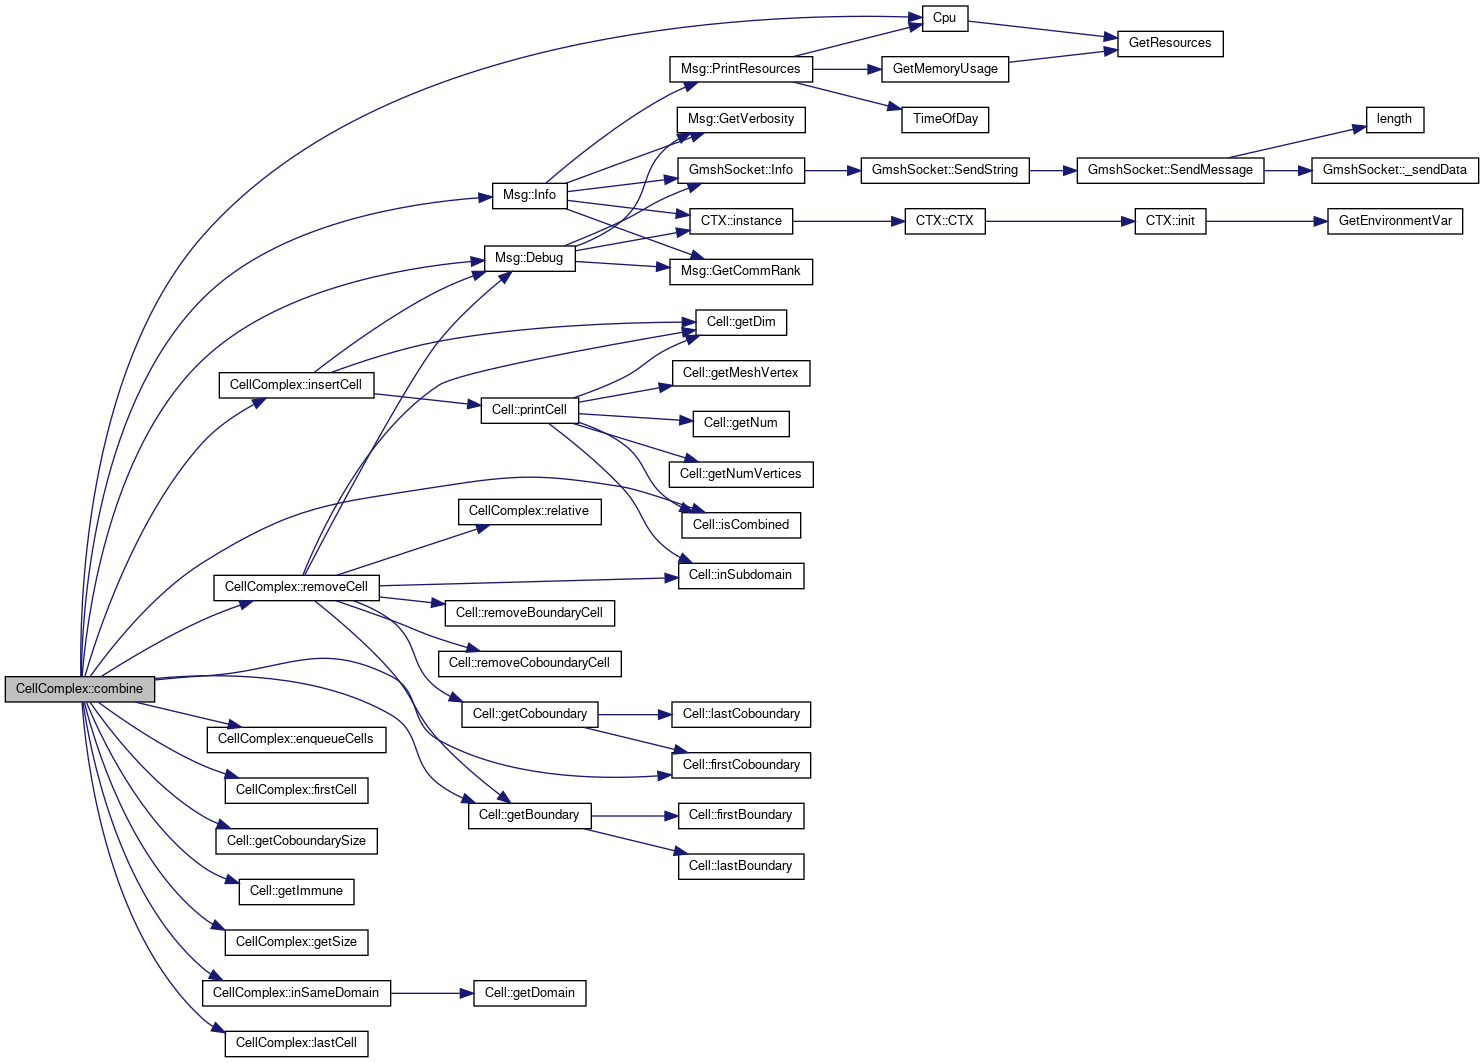 Cpu
GetResources
Msg::PrintResources
GetMemoryUsage
Msg::GetVerbosity
TimeOfDay
length
GmshSocket::Info
GmshSocket::SendString
GmshSocket::SendMessage
GmshSocket::_sendData
Msg::Info
CTX::instance
CTX::CTX
CTX::init
GetEnvironmentVar
Msg::Debug
Msg::GetCommRank
Cell::getDim
CellComplex::insertCell
Cell::getMeshVertex
Cell::printCell
Cell::getNum
Cell::getNumVertices
CellComplex::relative
Cell::isCombined
CellComplex::removeCell
Cell::inSubdomain
Cell::removeBoundaryCell
Cell::removeCoboundaryCell
CellComplex::combine
Cell::getCoboundary
Cell::lastCoboundary
CellComplex::enqueueCells
Cell::firstCoboundary
CellComplex::firstCell
Cell::getBoundary
Cell::firstBoundary
Cell::getCoboundarySize
Cell::lastBoundary
Cell::getImmune
CellComplex::getSize
CellComplex::inSameDomain
Cell::getDomain
CellComplex::lastCell